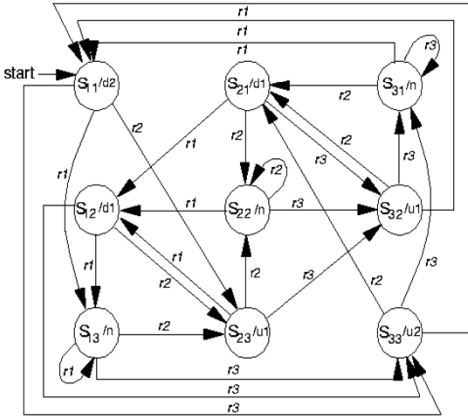 r1
r1
r1
r3
start
S11/d2
S21/d1
S31/n
r2
r2
r1
r2
r2
r3
r3
r1
r2
S12/d1
r1
S22/n
r3
S32/u1
r1
r1
r2
r2
r3
r2
r3
S13/n
r2
S23/u1
S33/u2
r1
r3
r3
r3